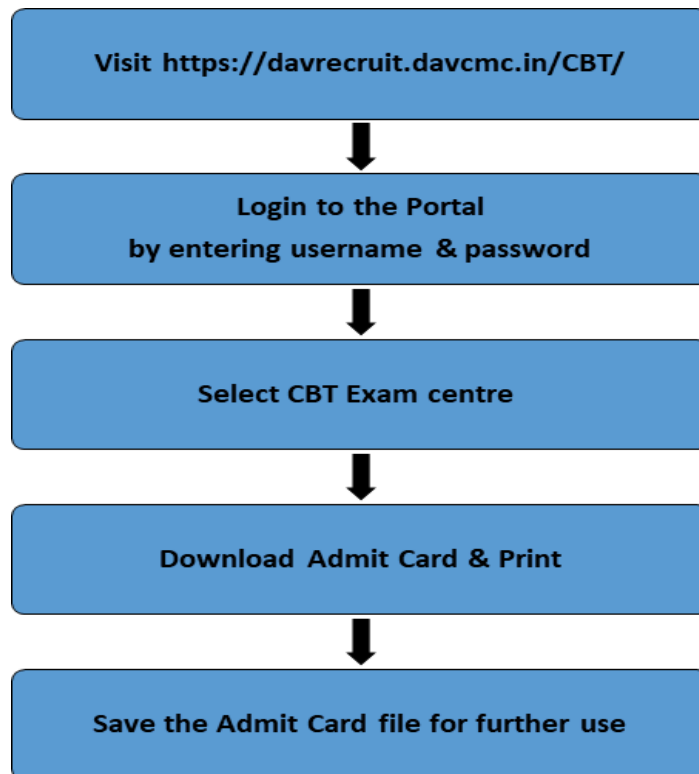 Visit https://davrecruit.davcmc.in/CBT/
Login to the Portal
by entering username & password
Select CBT Exam centre
Download Admit Card & Print
Save the Admit Card file for further use